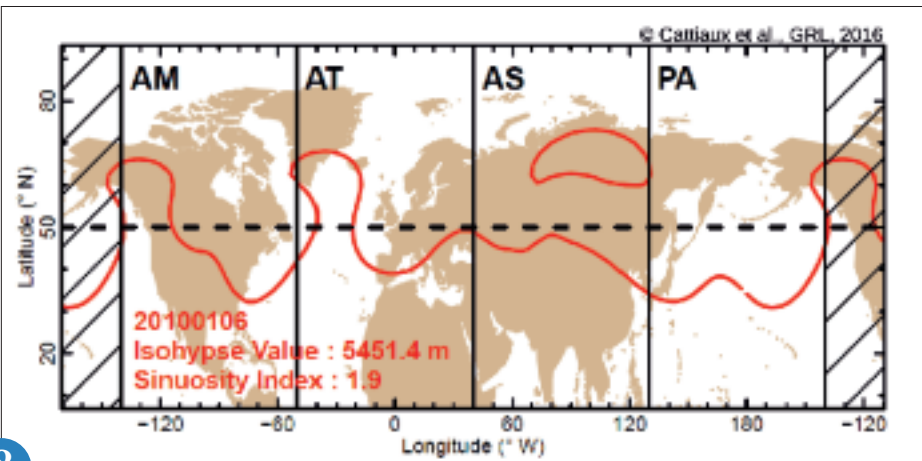 © Cattiaux et al., GRL, 2016
AM AT AS PA
80
50
20
Latitude (° N)
20100106
Isohypse Value : 5451.4 m
Sinuosity Index : 1.9
−120 −60 0 60 120 180 −120
Longitude (° W)